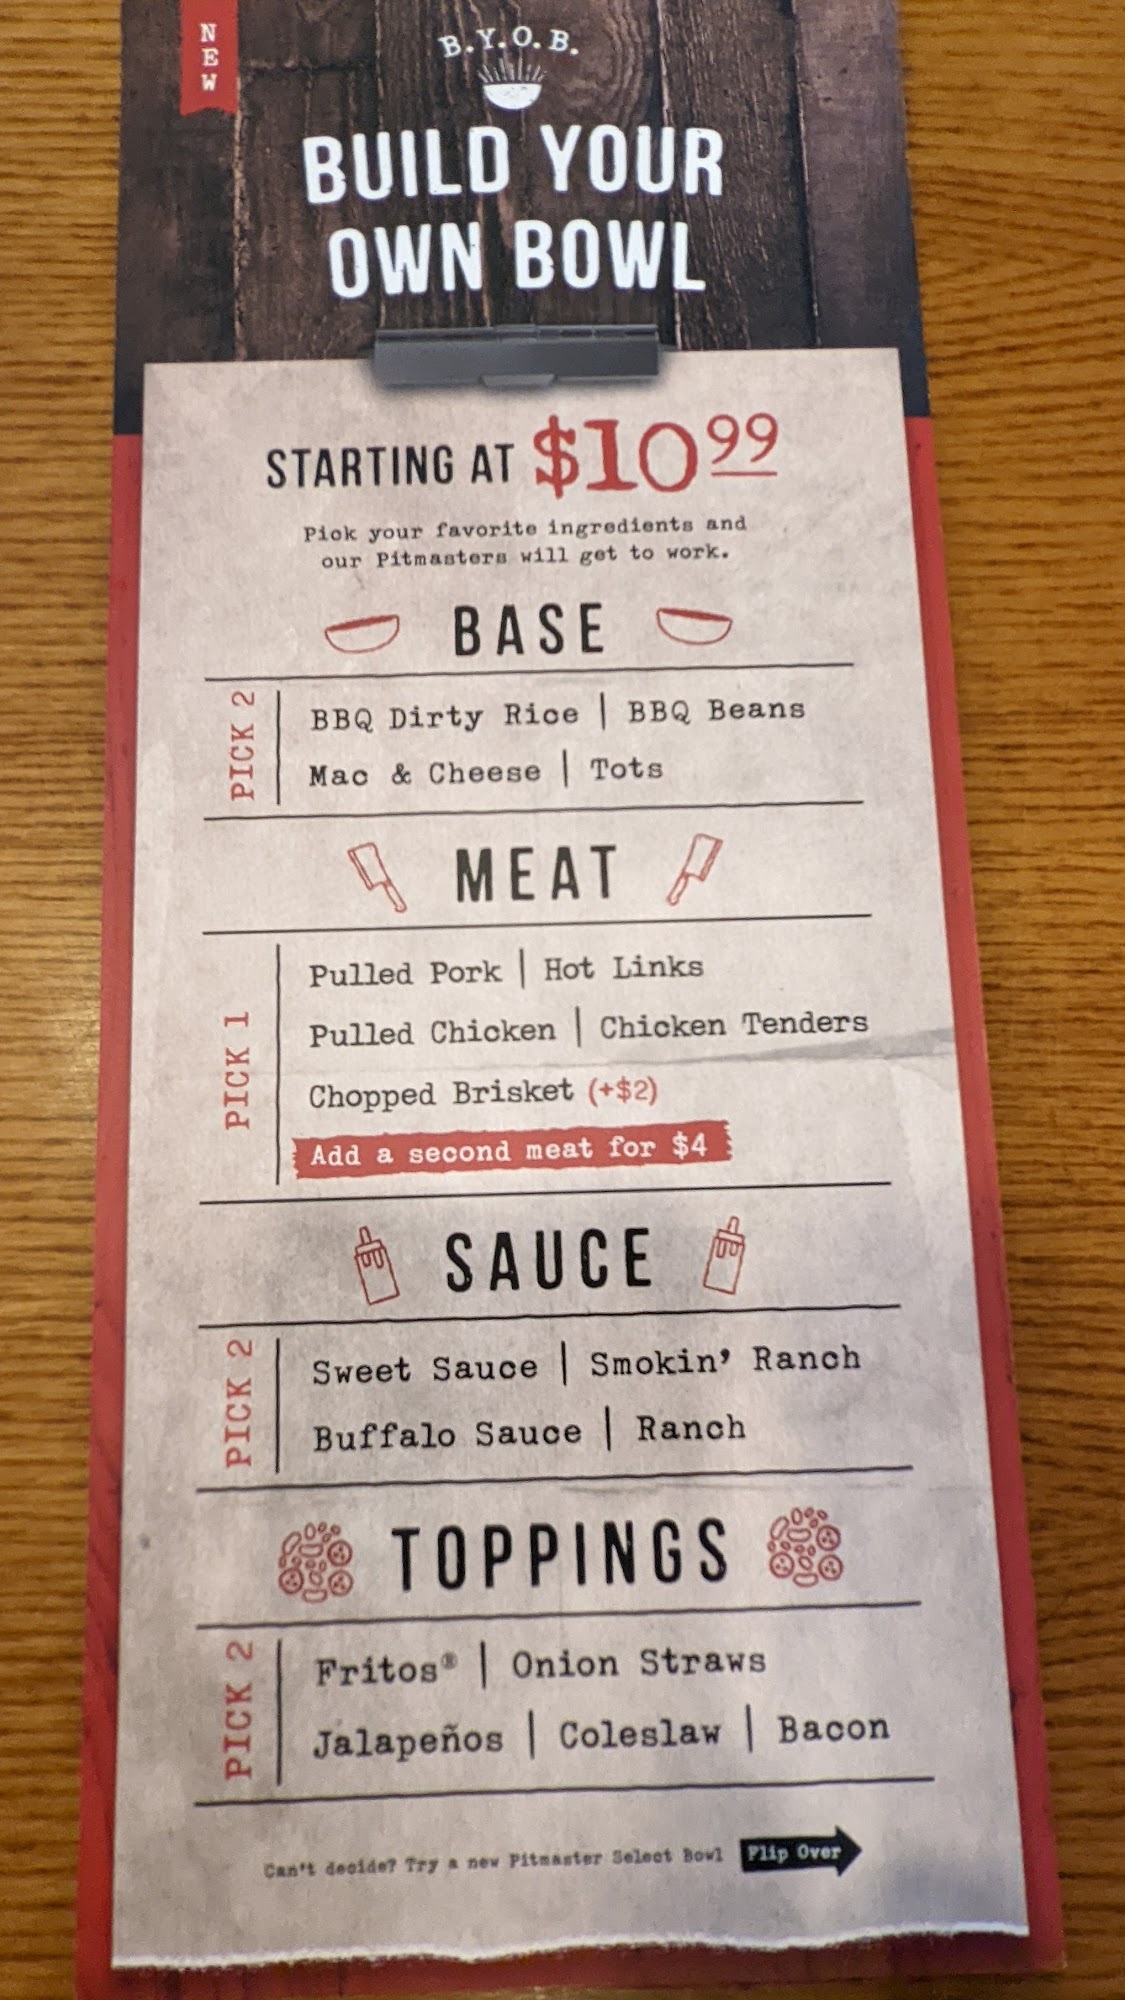 NEW
B.Y.O.B.
BUILD YOUR
OWN BOWL
STARTING AT $10.99
Pick your favorite ingredients and
our Pitmasters will get to work.
BASE
PICK 2
BBQ Dirty Rice | BBQ Beans
Mac & Cheese | Tots
MEAT
PICK 1
Pulled Pork | Hot Links
Pulled Chicken | Chicken Tenders
Chopped Brisket (+$2)
Add a second meat for $4
SAUCE
PICK 2
Sweet Sauce | Smokin' Ranch
Buffalo Sauce | Ranch
TOPPINGS
PICK 2
Fritos® | Onion Straws
Jalapeños | Coleslaw | Bacon
Can't decide? Try a new Pitmaster Select Bowl Flip Over